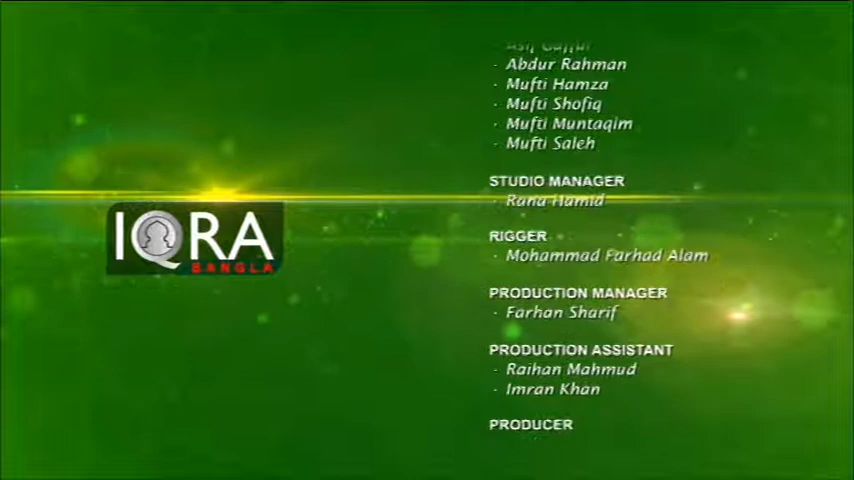 IQRA
BANGLA
- Abdur Rahman
- Mufti Hamza
- Mufti Shofiq
- Mufti Muntaqim
- Mufti Saleh
STUDIO MANAGER
- Rana Hamid
RIGGER
- Mohammad Farhad Alam
PRODUCTION MANAGER
- Farhan Sharif
PRODUCTION ASSISTANT
- Raihan Mahmud
- Imran Khan
PRODUCER